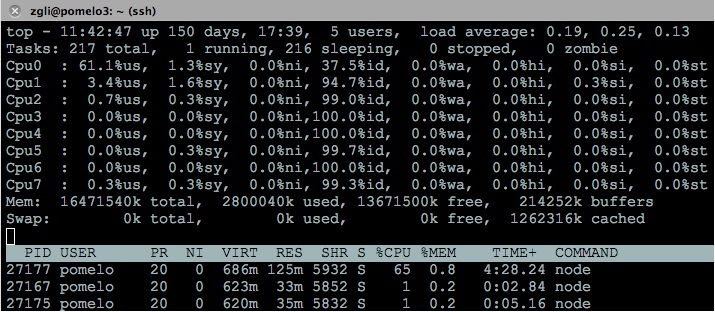 zgli@pomelo3: ~ (ssh)
top - 11:42:47 up 150 days, 17:39,  5 users,  load average: 0.19, 0.25, 0.13
Tasks: 217 total,   1 running, 216 sleeping,   0 stopped,   0 zombie
Cpu0  : 61.1%us,  1.3%sy,  0.0%ni, 37.5%id,  0.0%wa,  0.0%hi,  0.0%si,  0.0%st
Cpu1  :  3.4%us,  1.6%sy,  0.0%ni, 94.7%id,  0.0%wa,  0.0%hi,  0.3%si,  0.0%st
Cpu2  :  0.7%us,  0.3%sy,  0.0%ni, 99.0%id,  0.0%wa,  0.0%hi,  0.0%si,  0.0%st
Cpu3  :  0.0%us,  0.0%sy,  0.0%ni,100.0%id,  0.0%wa,  0.0%hi,  0.0%si,  0.0%st
Cpu4  :  0.0%us,  0.0%sy,  0.0%ni,100.0%id,  0.0%wa,  0.0%hi,  0.0%si,  0.0%st
Cpu5  :  0.0%us,  0.3%sy,  0.0%ni, 99.7%id,  0.0%wa,  0.0%hi,  0.0%si,  0.0%st
Cpu6  :  0.0%us,  0.0%sy,  0.0%ni,100.0%id,  0.0%wa,  0.0%hi,  0.0%si,  0.0%st
Cpu7  :  0.3%us,  0.3%sy,  0.0%ni, 99.3%id,  0.0%wa,  0.0%hi,  0.0%si,  0.0%st
Mem:  16471540k total,  2800040k used, 13671500k free,   214252k buffers
Swap:        0k total,        0k used,        0k free,  1262316k cached
PID USER      PR  NI  VIRT  RES  SHR S %CPU %MEM    TIME+  COMMAND
27177 pomelo    20   0  686m 125m 5932 S   65  0.8   4:28.24 node
27167 pomelo    20   0  623m  33m 5852 S    1  0.2   0:02.84 node
27175 pomelo    20   0  620m  35m 5832 S    1  0.2   0:05.16 node